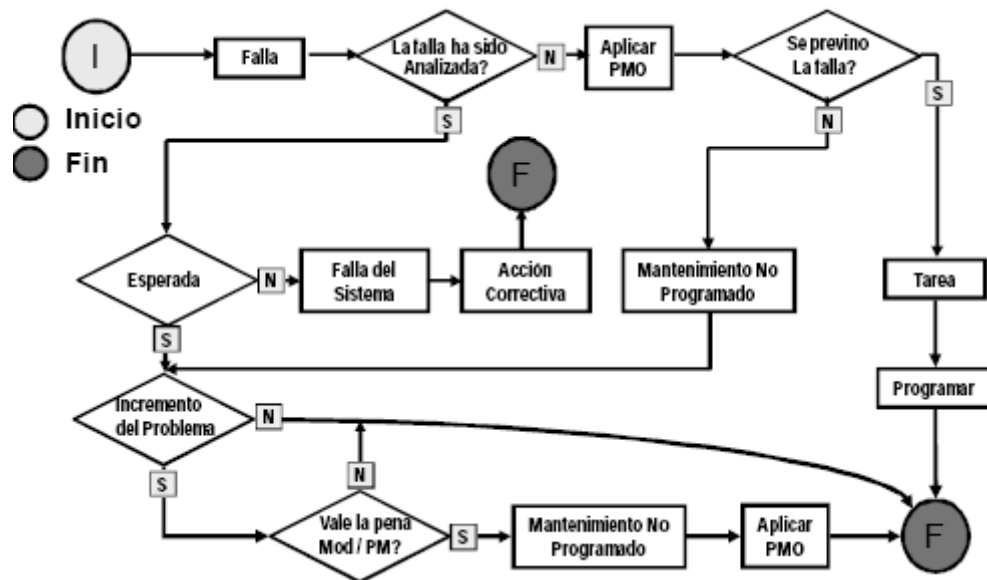 I
Falla
La falla ha sido
Analizada?
N
Aplicar
PMO
Se previno
La falla?
S
S
N
Inicio
Fin
F
Esperada
N
Falla del
Sistema
Acción
Correctiva
Mantenimiento No
Programado
Tarea
S
Incremento
del Problema
N
Programar
S
N
Vale la pena
Mod / PM?
S
Mantenimiento No
Programado
Aplicar
PMO
F